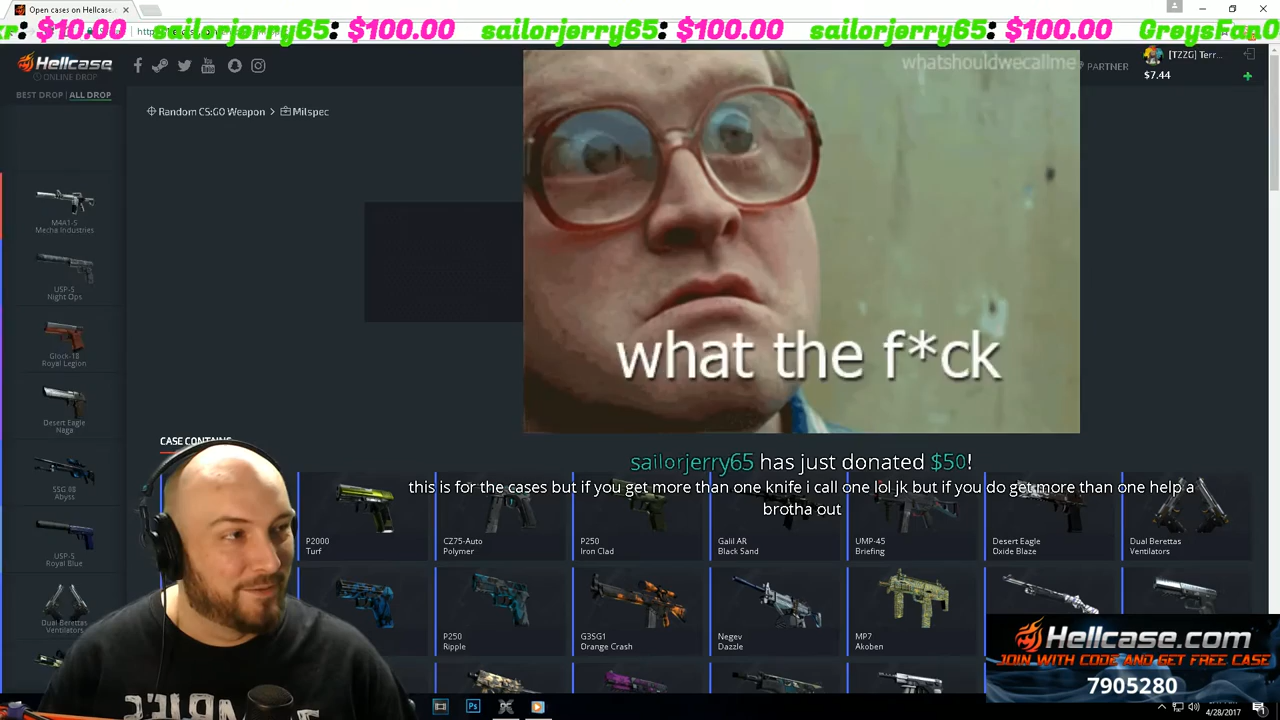 Open cases on Hellcase.
$10.00 sailorjerry65: $100.00 sailorjerry65: $100.00 sailorjerry65: $100.00
Hellcase
ONLINE DROP
BEST DROP | ALL DROP
PARTNER
[TZZG] Terr...
$7.44
whatshouldwecallme
Random CS:GO Weapon > Milspec
M4A1-S
Mecha Industries
USP-S
Night Ops
Glock-18
Royal Legion
Desert Eagle
Naga
SSG 08
Abyss
USP-S
Royal Blue
Dual Berettas
Ventilators
what the f*ck
sailorjerry65 has just donated $50!
this is for the cases but if you get more than one knife i call one lol jk but if you do get more than one help a
brotha out
CASE CONTAINS
P2000
Turf
CZ75-Auto
Polymer
P250
Iron Clad
Galil AR
Black Sand
UMP-45
Briefing
Desert Eagle
Oxide Blaze
Dual Berettas
Ventilators
P250
Ripple
G3SG1
Orange Crash
Negev
Dazzle
MP7
Akoben
Hellcase.com
JOIN WITH CODE AND GET FREE CASE
7905280
4/28/2017